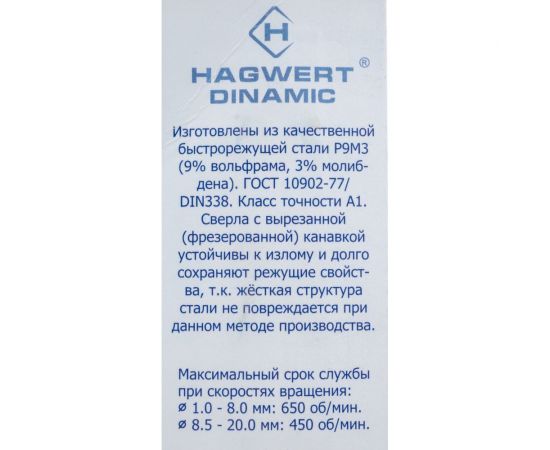 H
HAGWERT®
DINAMIC
Изготовлены из качественной
быстрорежущей стали Р9М3
(9% вольфрама, 3% молиб-
дена). ГОСТ 10902-77/
DIN338. Класс точности А1.
Сверла с вырезанной
(фрезерованной) канавкой
устойчивы к излому и долго
сохраняют режущие свойст-
ва, т.к. жёсткая структура
стали не повреждается при
данном методе производства.
Максимальный срок службы
при скоростях вращения:
⌀ 1.0 - 8.0 мм: 650 об/мин.
⌀ 8.5 - 20.0 мм: 450 об/мин.